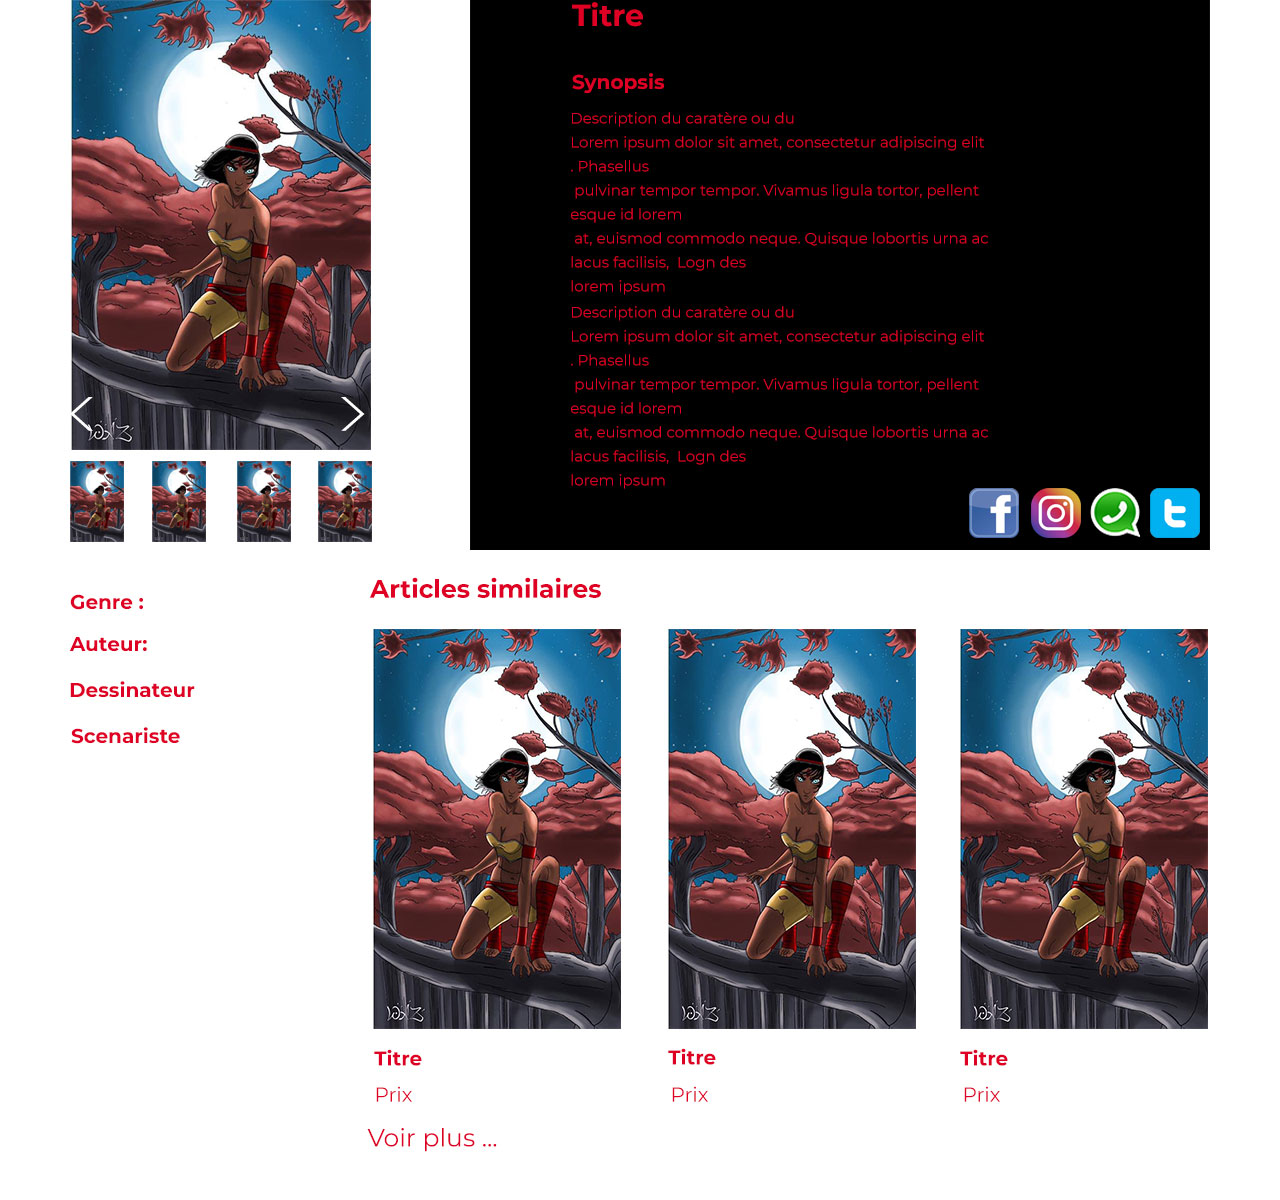 Titre
Synopsis
Description du caratère ou du
Lorem ipsum dolor sit amet, consectetur adipiscing elit
. Phasellus
pulvinar tempor tempor. Vivamus ligula tortor, pellent
esque id lorem
at, euismod commodo neque. Quisque lobortis urna ac
lacus facilisis,  Logn des
lorem ipsum
Description du caratère ou du
Lorem ipsum dolor sit amet, consectetur adipiscing elit
. Phasellus
pulvinar tempor tempor. Vivamus ligula tortor, pellent
esque id lorem
at, euismod commodo neque. Quisque lobortis urna ac
lacus facilisis,  Logn des
lorem ipsum
Genre :
Auteur:
Dessinateur
Scenariste
Articles similaires
Titre
Prix
Titre
Prix
Titre
Prix
Voir plus ...